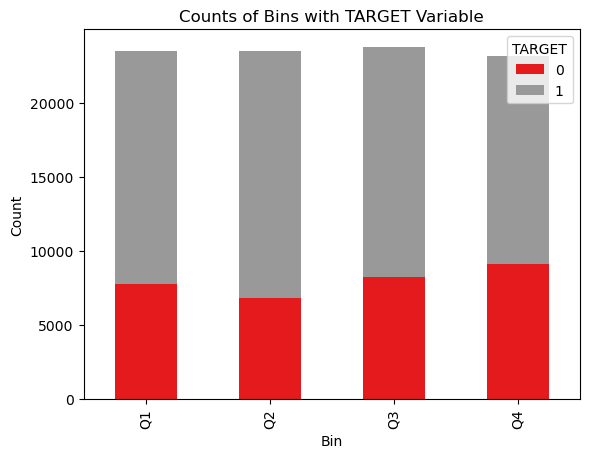 Counts of Bins with TARGET Variable
TARGET
0
1
20000
15000
10000
5000
0
Count
Q1
Q2
Q3
Q4
Bin